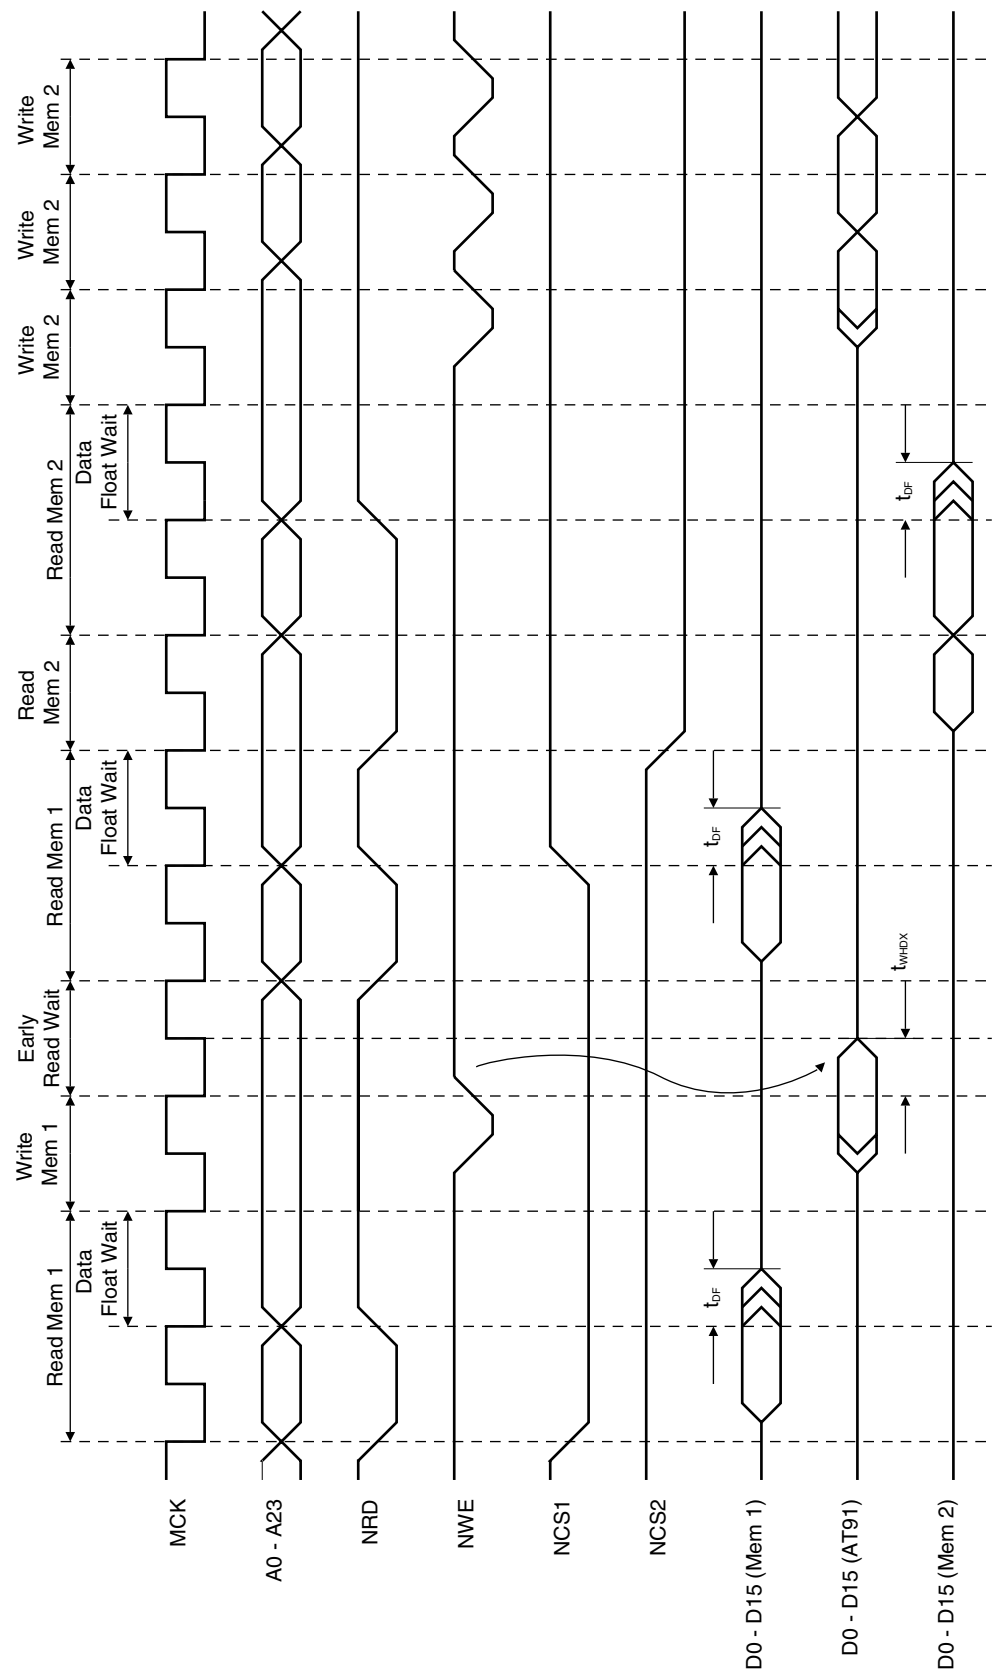 Read Mem 1
Write
Mem 1
Early
Read Wait
Read Mem 1
Read
Mem 2
Read Mem 2
Write
Mem 2
Write
Mem 2
Write
Mem 2
Data
Float Wait
Data
Float Wait
Data
Float Wait
MCK
A0 - A23
NRD
NWE
NCS1
NCS2
tDF
tDF
D0 - D15 (Mem 1)
tWHDX
D0 - D15 (AT91)
tDF
D0 - D15 (Mem 2)